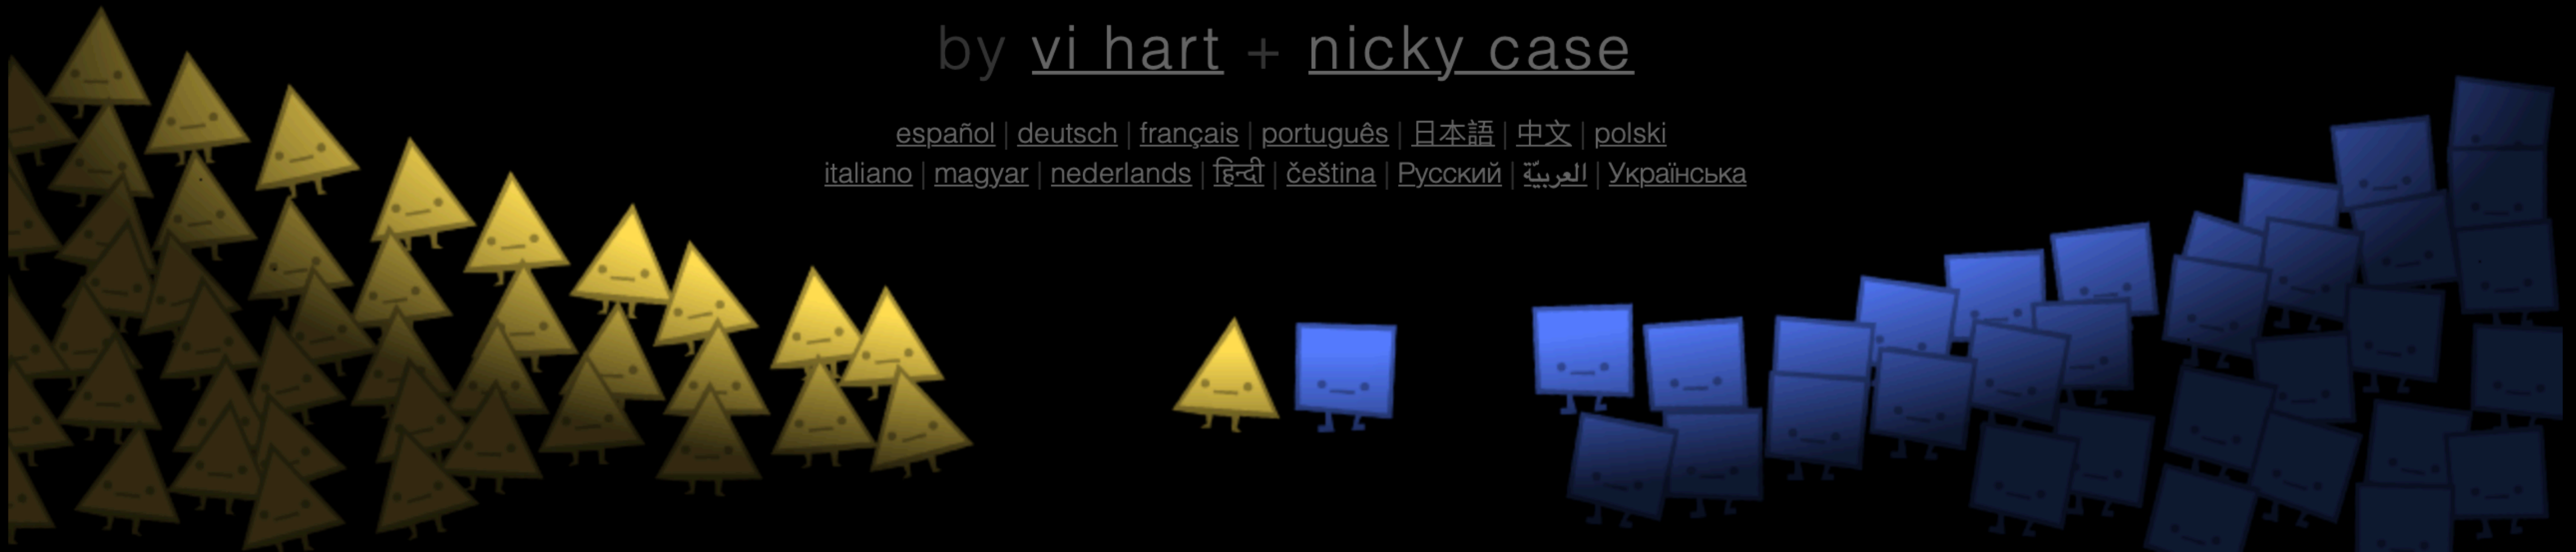 by vi hart + nicky case
español | deutsch | français | português | 日本語 | 中文 | polski
italiano | magyar | nederlands | हिन्दी | čeština | Русский | العربيّة | Українська